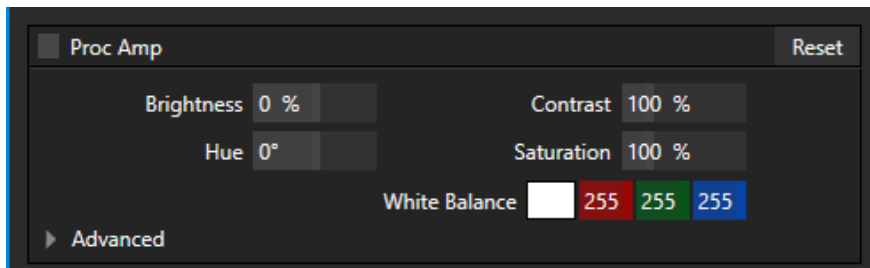 Proc Amp Reset
Brightness 0 % Contrast 100 %
Hue 0° Saturation 100 %
White Balance 255 255 255
Advanced